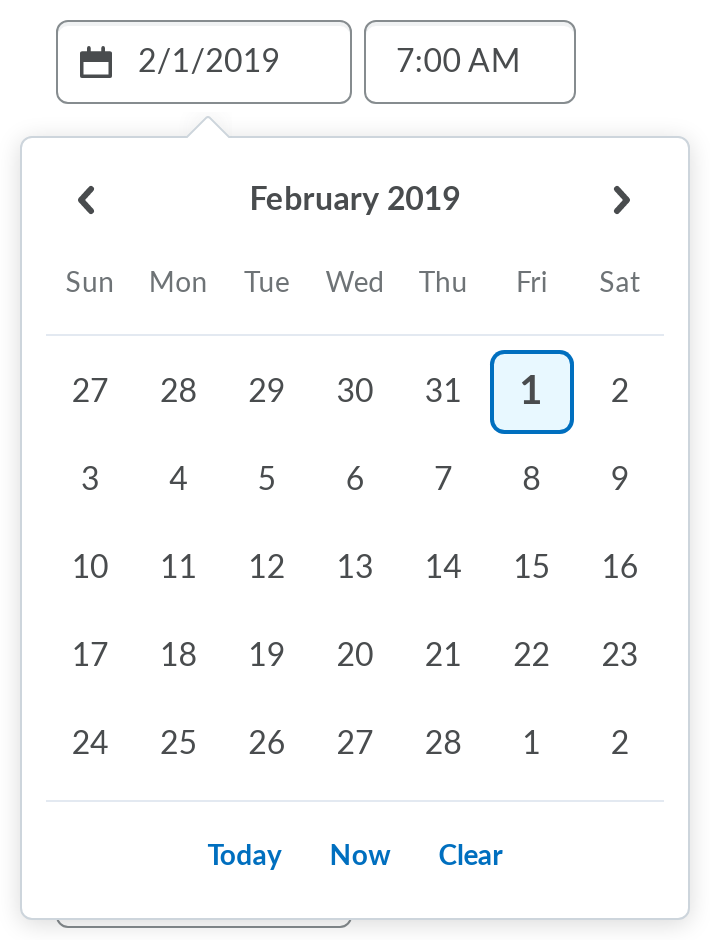 2/1/2019 7:00 AM
February 2019
Sun Mon Tue Wed Thu Fri Sat
27 28 29 30 31 1 2
3 4 5 6 7 8 9
10 11 12 13 14 15 16
17 18 19 20 21 22 23
24 25 26 27 28 1 2
Today Now Clear